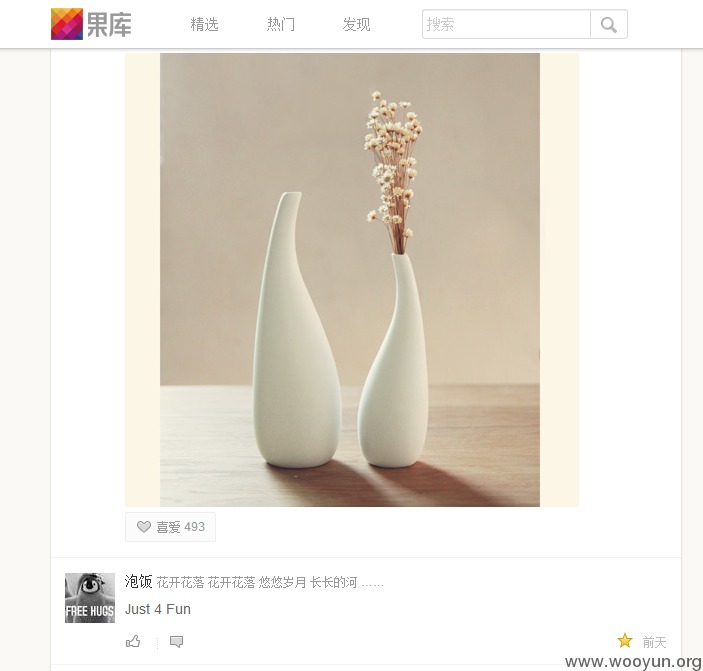 果库 精选 热门 发现 搜索
喜爱 493
泡饭 花开花落 花开花落 悠悠岁月 长长的河 ……
FREE HUGS
Just 4 Fun
前天
www.wooyun.org